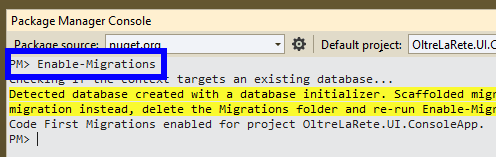 Package Manager Console
Package source: nuget.org Default project: OltreLaRete.UI.ConsoleA
PM> Enable-Migrations
Checking if the context targets an existing database...
Detected database created with a database initializer. Scaffolded migr
migration instead, delete the Migrations folder and re-run Enable-Migr
Code First Migrations enabled for project OltreLaRete.UI.ConsoleApp.
PM>